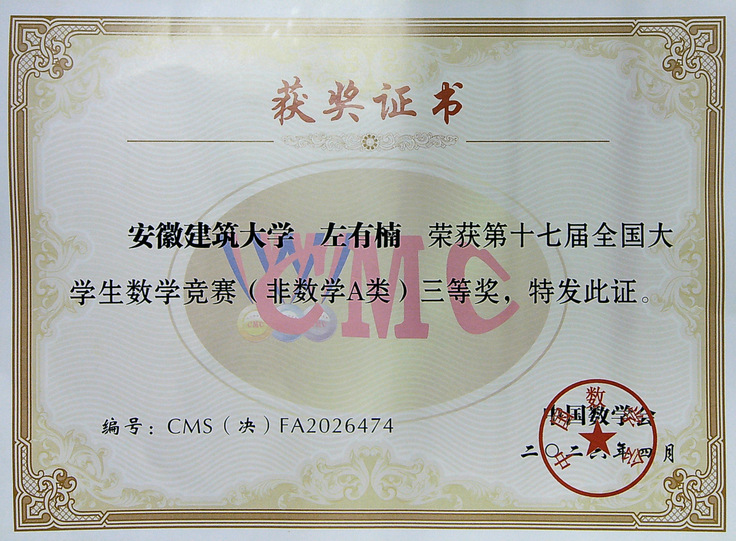 获奖证书
CMC
安徽建筑大学 左有楠 荣获第十七届全国大
学生数学竞赛（非数学A类）三等奖，特发此证。
编号：CMS（决）FA2026474
中国数学会
二〇二六年四月